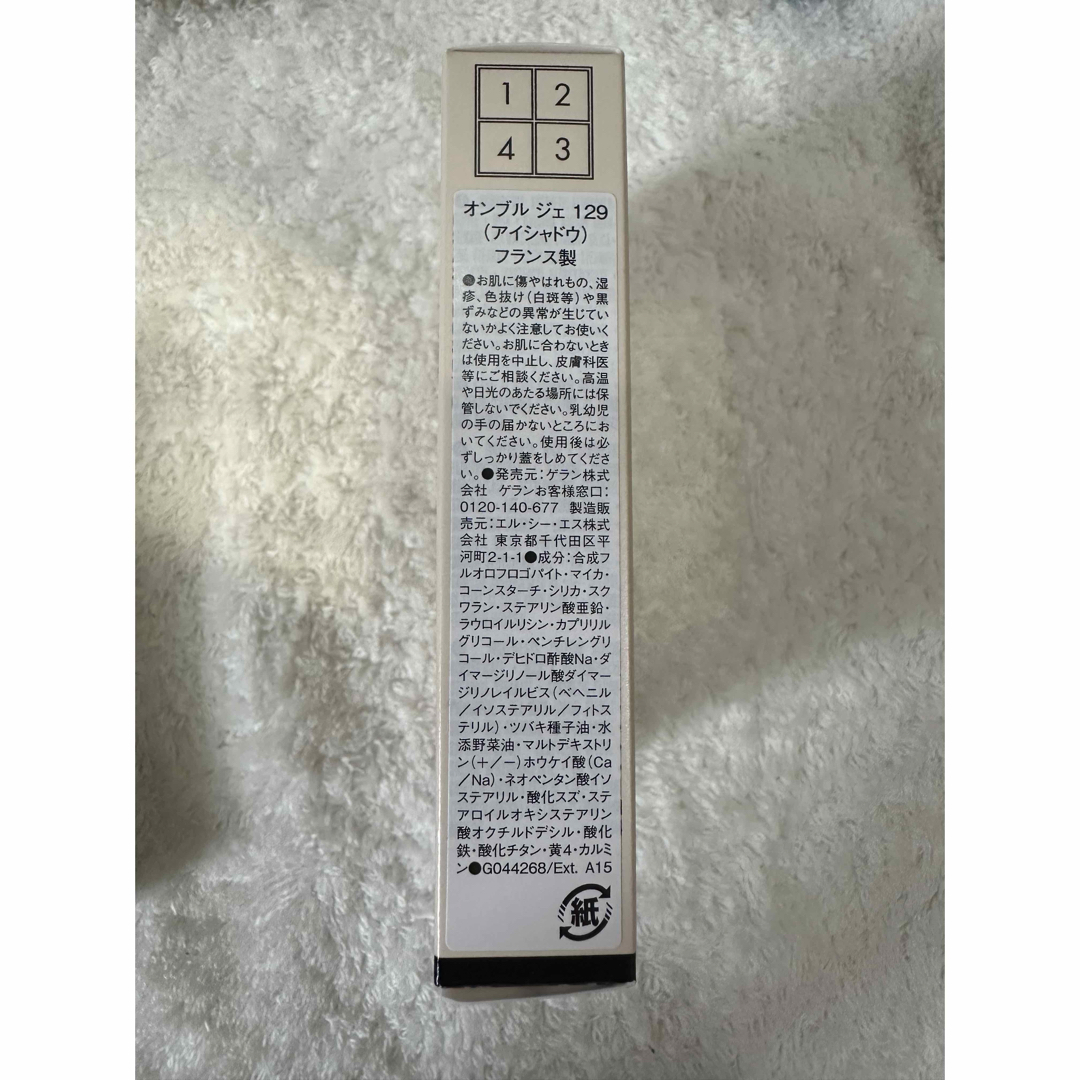 1 2
4 3
オンブル ジェ 129
(アイシャドウ)
フランス製
●お肌に傷やはれもの、湿
疹、色抜け(白斑等)や黒
ずみなどの異常が生じてい
ないかよく注意してお使いく
ださい。お肌に合わないとき
は使用を中止し、皮膚科医
等にご相談ください。高温
や日光のあたる場所には保
管しないでください。乳幼児
の手の届かないところにお
いてください。使用後は必
ずしっかり蓋をしめてくださ
い。●発売元:ゲラン株式
会社 ゲランお客様窓口:
0120-140-677 製造販
売元:エル・シー・エス株式
会社 東京都千代田区平
河町2-1-1●成分:合成フ
ルオロフロゴパイト・マイカ・
コーンスターチ・シリカ・スク
ワラン・ステアリン酸亜鉛・
ラウロイルリシン・カプリリル
グリコール・ペンチレングリ
コール・デヒドロ酢酸Na・ダ
イマージリノール酸ダイマー
ジリノレイルビス(ベヘニル
/イソステアリル/フィトス
テリル)・ツバキ種子油・水
添野菜油・マルトデキストリ
ン(+/-)ホウケイ酸(Ca
/Na)・ネオペンタン酸イソ
ステアリル・酸化スズ・ステ
アロイルオキシステアリン
酸オクチルドデシル・酸化
鉄・酸化チタン・黄4・カルミ
ン●G044268/Ext. A15
紙